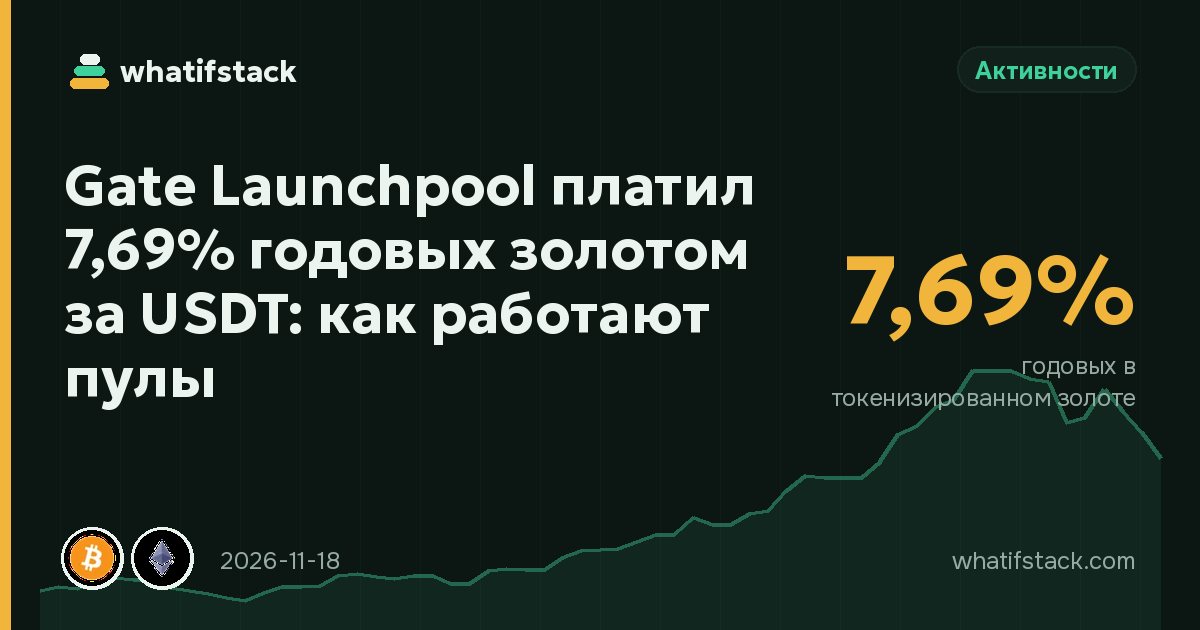 whatifstack
Активности
Gate Launchpool платил
7,69% годовых золотом
за USDT: как работают
пулы
7,69%
годовых в
токенизированном золоте
2026-11-18
whatifstack.com